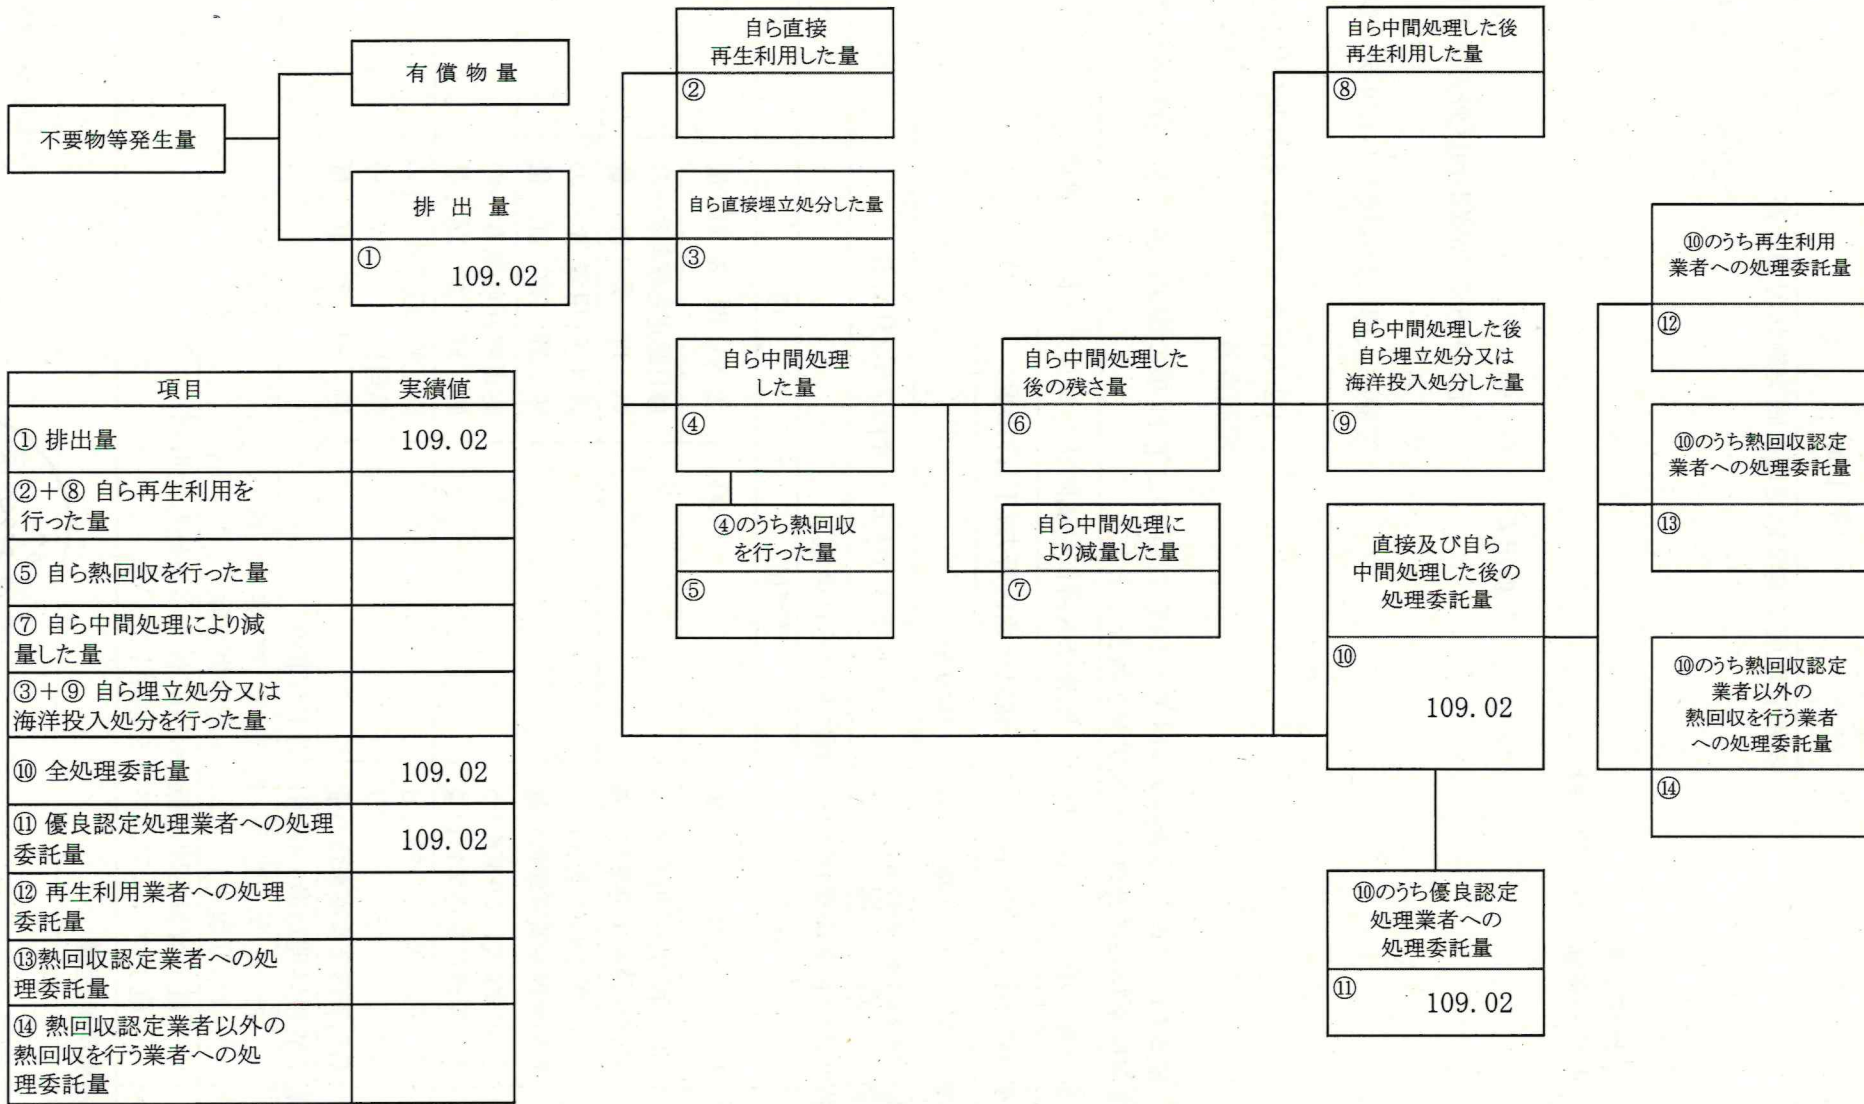 不要物等発生量
有償物量
排出量
①
109.02
自ら直接
再生利用した量
②
自ら直接埋立処分した量
③
自ら中間処理
した量
④
④のうち熱回収
を行った量
⑤
自ら中間処理した
後の残さ量
⑥
自ら中間処理に
より減量した量
⑦
自ら中間処理した後
再生利用した量
⑧
自ら中間処理した後
自ら埋立処分又は
海洋投入処分した量
⑨
直接及び自ら
中間処理した後の
処理委託量
⑩
109.02
⑩のうち優良認定
処理業者への
処理委託量
⑪
109.02
⑩のうち再生利用
業者への処理委託量
⑫
⑩のうち熱回収認定
業者への処理委託量
⑬
⑩のうち熱回収認定
業者以外の
熱回収を行う業者
への処理委託量
⑭
項目 実績値
① 排出量 109.02
②+⑧ 自ら再生利用を
行った量
⑤ 自ら熱回収を行った量
⑦ 自ら中間処理により減
量した量
③+⑨ 自ら埋立処分又は
海洋投入処分を行った量
⑩ 全処理委託量 109.02
⑪ 優良認定処理業者への処理
委託量 109.02
⑫ 再生利用業者への処理
委託量
⑬熱回収認定業者への処
理委託量
⑭ 熱回収認定業者以外の
熱回収を行う業者への処
理委託量